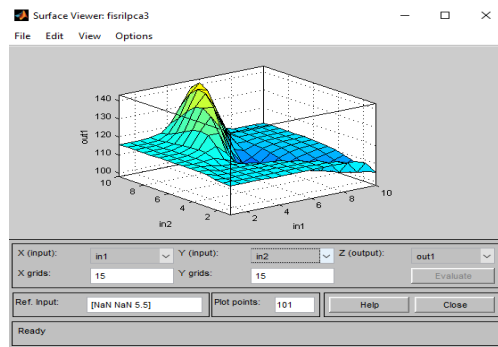 Surface Viewer: fisrilpca3
File Edit View Options
140
130
120
110
100
out1
10
8
6
4
2
in2
2
4
6
8
10
in1
X (input): in1 Y (input): in2 Z (output): out1
X grids: 15 Y grids: 15 Evaluate
Ref. Input: [NaN NaN 5.5] Plot points: 101 Help Close
Ready